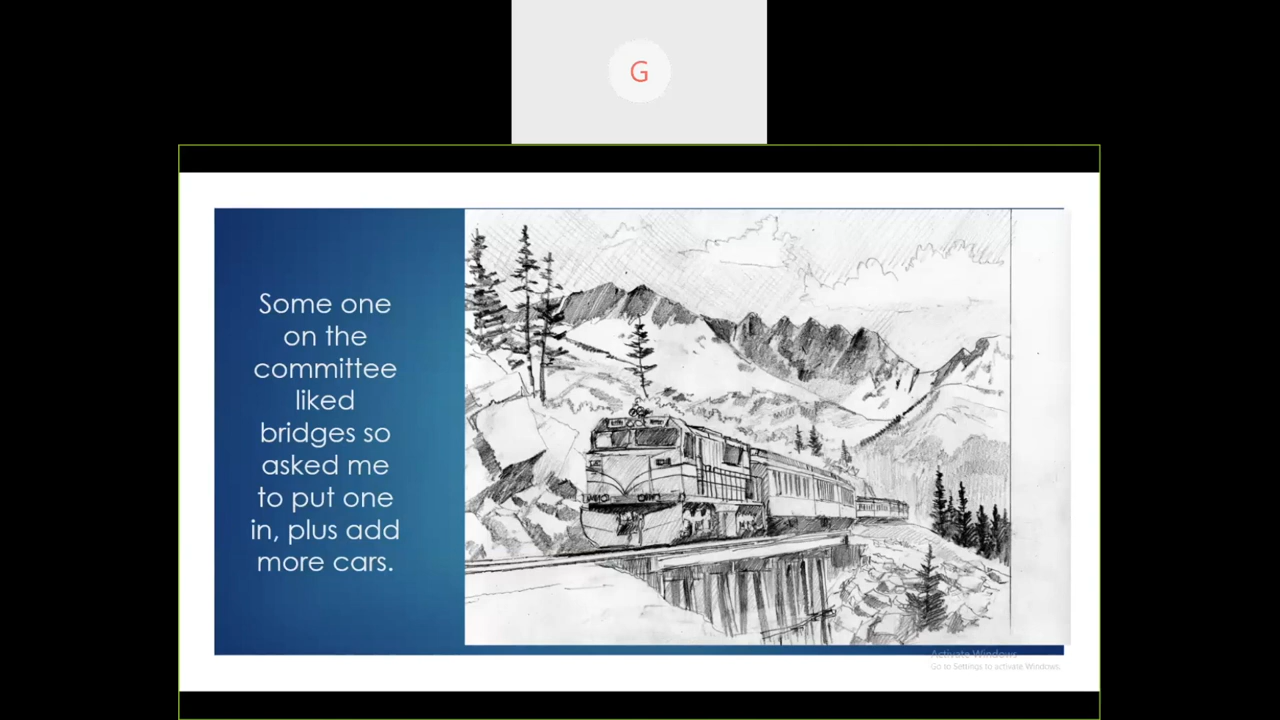 G
Some one
on the
committee
liked
bridges so
asked me
to put one
in, plus add
more cars.
Activate Windows
Go to Settings to activate Windows.